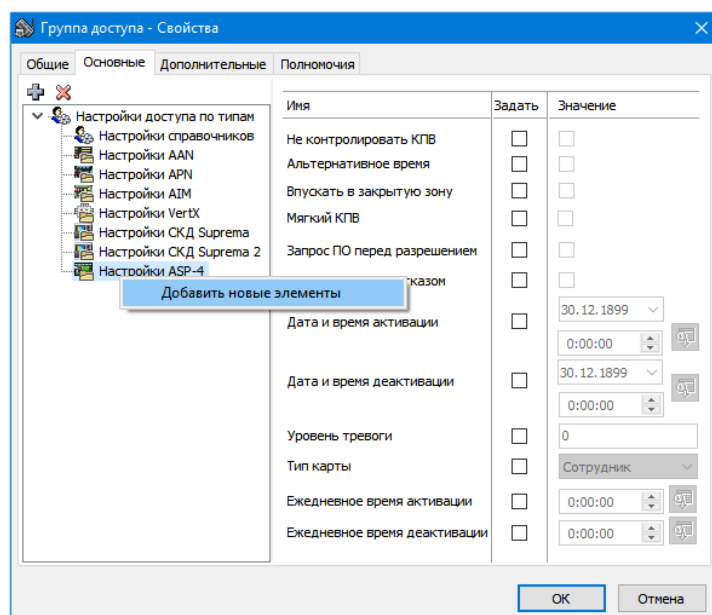 Группа доступа - Свойства
Общие Основные Дополнительные Полномочия
Настройки доступа по типам
Настройки справочников
Настройки AAN
Настройки APN
Настройки AIM
Настройки VertX
Настройки СКД Suprema
Настройки СКД Suprema 2
Настройки ASP-4
Добавить новые элементы
Имя Задать Значение
Не контролировать КПВ
Альтернативное время
Впускать в закрытую зону
Мягкий КПВ
Запрос ПО перед разрешением
Дата и время активации
30.12.1899
0:00:00
Дата и время деактивации
30.12.1899
0:00:00
Уровень тревоги 0
Тип карты Сотрудник
Ежедневное время активации 0:00:00
Ежедневное время деактивации 0:00:00
ОК Отмена